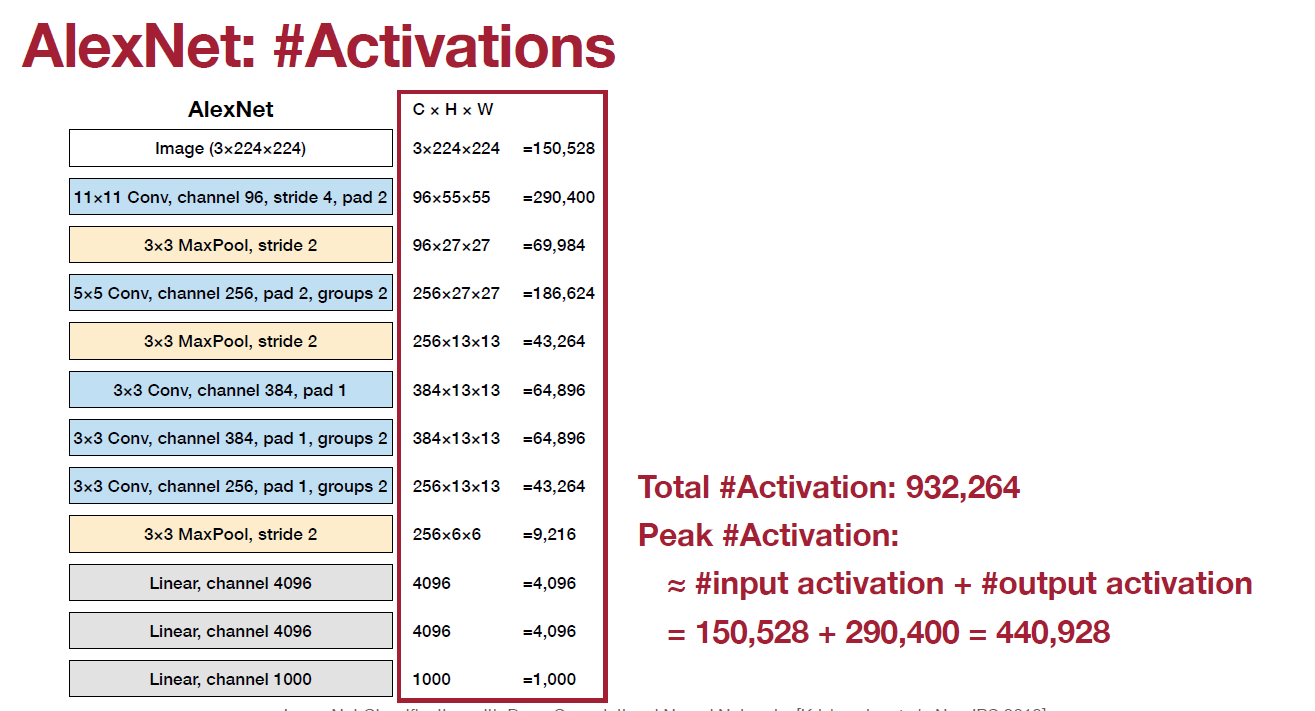 AlexNet: #Activations
AlexNet C × H × W
Image (3×224×224) 3×224×224 =150,528
11×11 Conv, channel 96, stride 4, pad 2 96×55×55 =290,400
3×3 MaxPool, stride 2 96×27×27 =69,984
5×5 Conv, channel 256, pad 2, groups 2 256×27×27 =186,624
3×3 MaxPool, stride 2 256×13×13 =43,264
3×3 Conv, channel 384, pad 1 384×13×13 =64,896
3×3 Conv, channel 384, pad 1, groups 2 384×13×13 =64,896
3×3 Conv, channel 256, pad 1, groups 2 256×13×13 =43,264
3×3 MaxPool, stride 2 256×6×6 =9,216
Linear, channel 4096 4096 =4,096
Linear, channel 4096 4096 =4,096
Linear, channel 1000 1000 =1,000
Total #Activation: 932,264
Peak #Activation:
≈ #input activation + #output activation
= 150,528 + 290,400 = 440,928